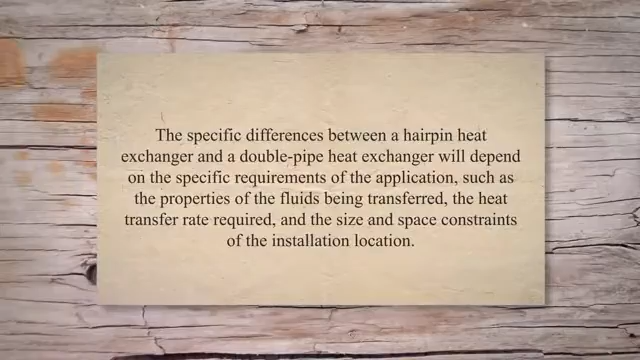 The specific differences between a hairpin heat
exchanger and a double-pipe heat exchanger will depend
on the specific requirements of the application, such as
the properties of the fluids being transferred, the heat
transfer rate required, and the size and space constraints
of the installation location.